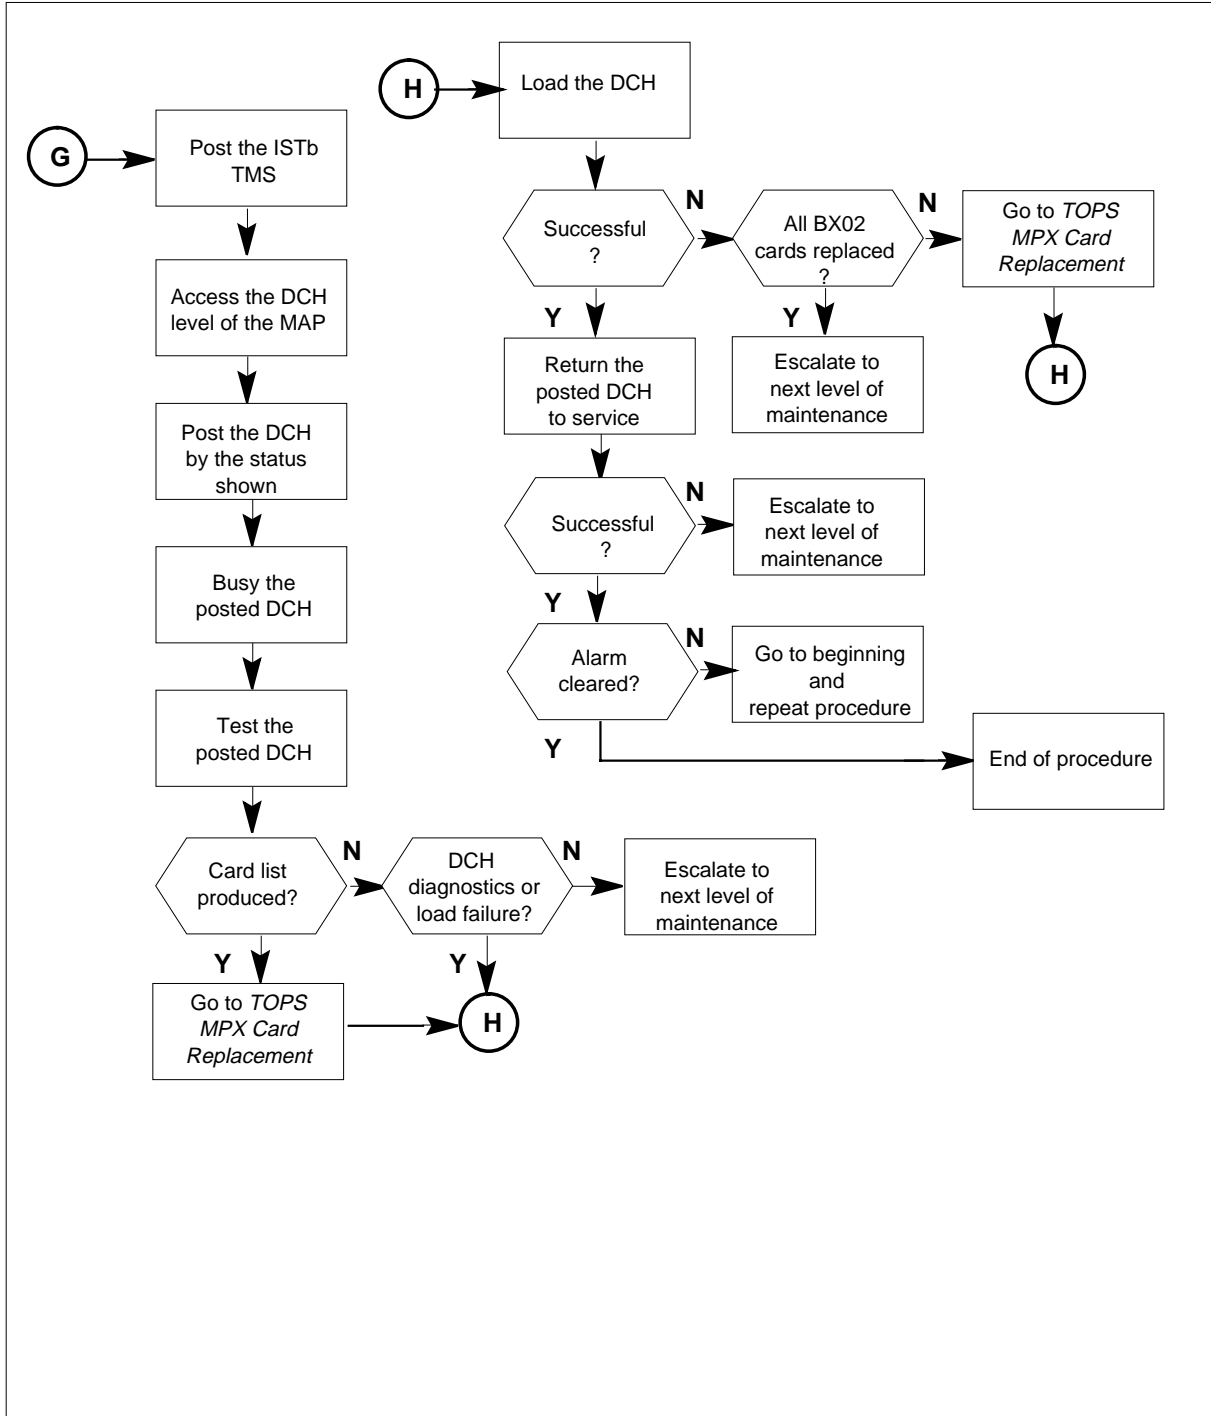 G
Post the ISTb
TMS
Access the DCH
level of the MAP
Post the DCH
by the status
shown
Busy the
posted DCH
Test the
posted DCH
Card list
produced?
N
DCH
diagnostics or
load failure?
N
Escalate to
next level of
maintenance
Y
Go to TOPS
MPX Card
Replacement
Y
H
H
Load the DCH
Successful
?
N
All BX02
cards replaced
?
N
Go to TOPS
MPX Card
Replacement
H
Y
Escalate to
next level of
maintenance
Y
Return the
posted DCH
to service
Successful
?
N
Escalate to
next level of
maintenance
Y
Alarm
cleared?
N
Go to beginning
and
repeat procedure
Y
End of procedure